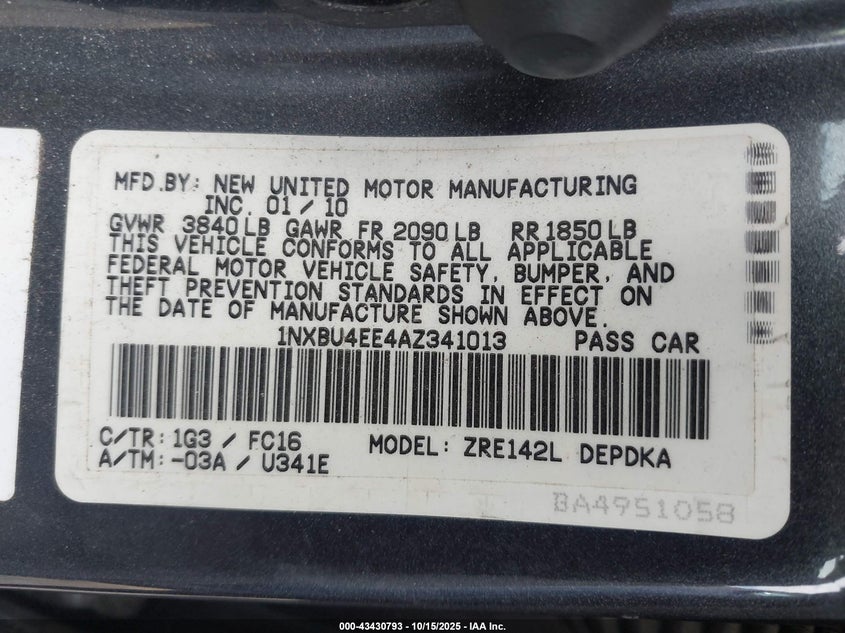 MFD.BY: NEW UNITED MOTOR MANUFACTURING
INC. 01 / 10
GVWR 3840 LB GAWR FR 2090 LB RR 1850 LB
THIS VEHICLE CONFORMS TO ALL APPLICABLE
FEDERAL MOTOR VEHICLE SAFETY, BUMPER, AND
THEFT PREVENTION STANDARDS IN EFFECT ON
THE DATE OF MANUFACTURE SHOWN ABOVE.
1NXBU4EE4AZ341013 PASS CAR
C/TR: 1G3 / FC16 MODEL: ZRE142L DEPDKA
A/TM: -03A / U341E
BA4951058
000-43430793 - 10/15/2025 - IAA Inc.